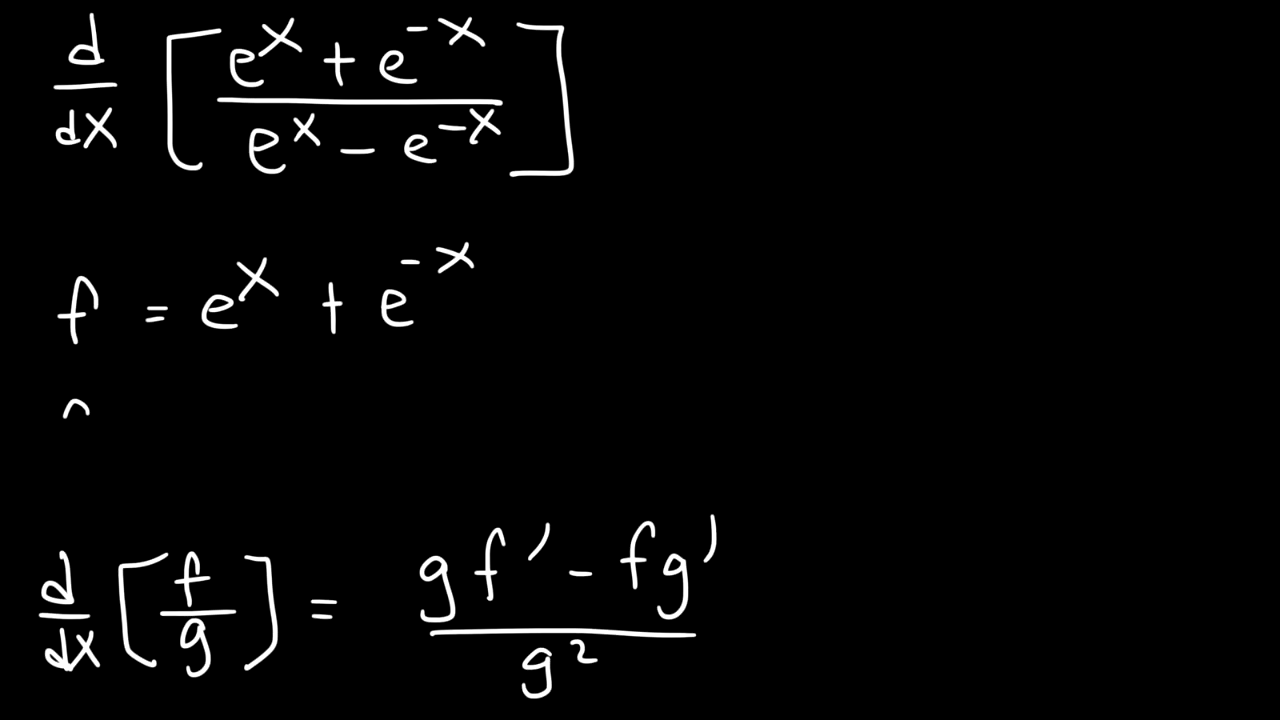 d/dx [ (e^x + e^-x) / (e^x - e^-x) ]
f = e^x + e^-x
d/dx [ f/g ] = (gf' - fg') / g^2